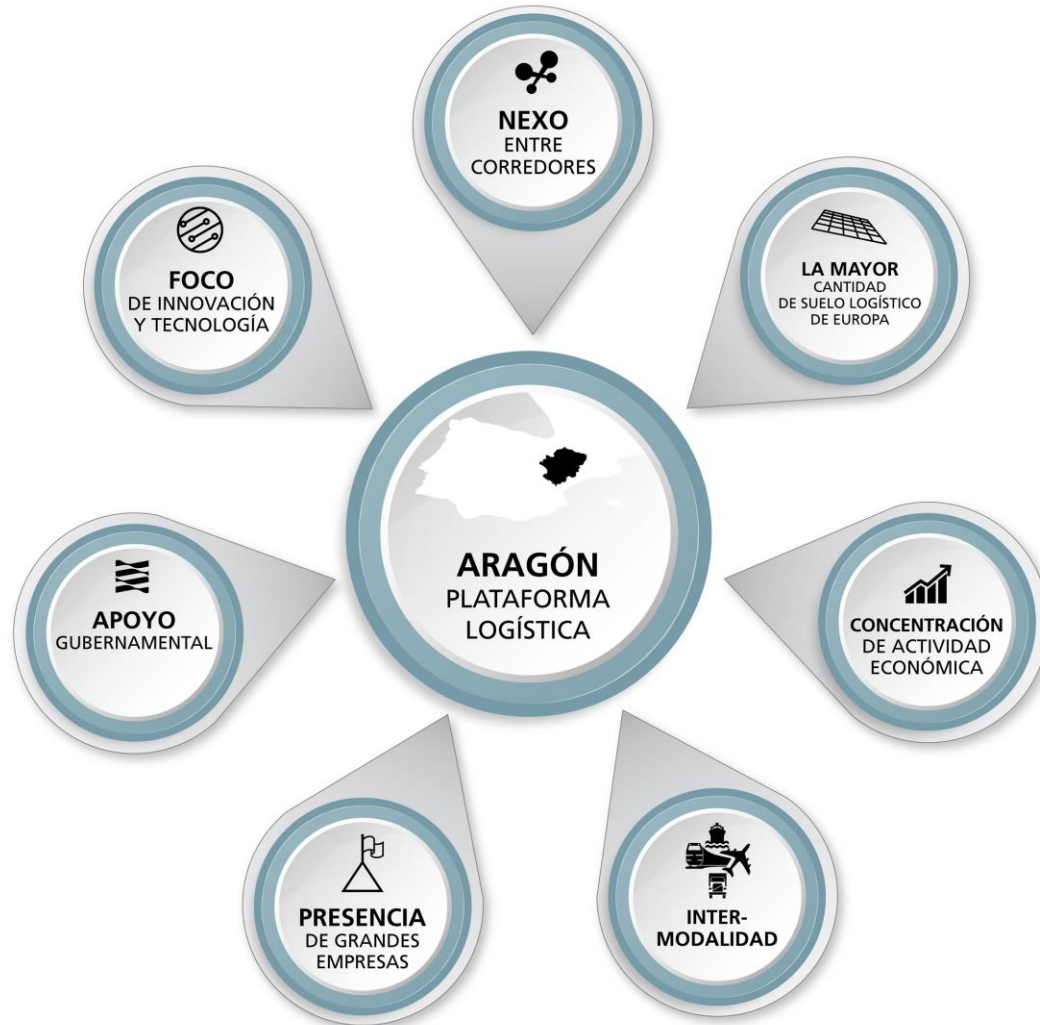 NEXO
ENTRE
CORREDORES
FOCO
DE INNOVACIÓN
Y TECNOLOGÍA
LA MAYOR
CANTIDAD
DE SUELO LOGÍSTICO
DE EUROPA
ARAGÓN
PLATAFORMA
LOGÍSTICA
APOYO
GUBERNAMENTAL
CONCENTRACIÓN
DE ACTIVIDAD
ECONÓMICA
PRESENCIA
DE GRANDES
EMPRESAS
INTER-
MODALIDAD